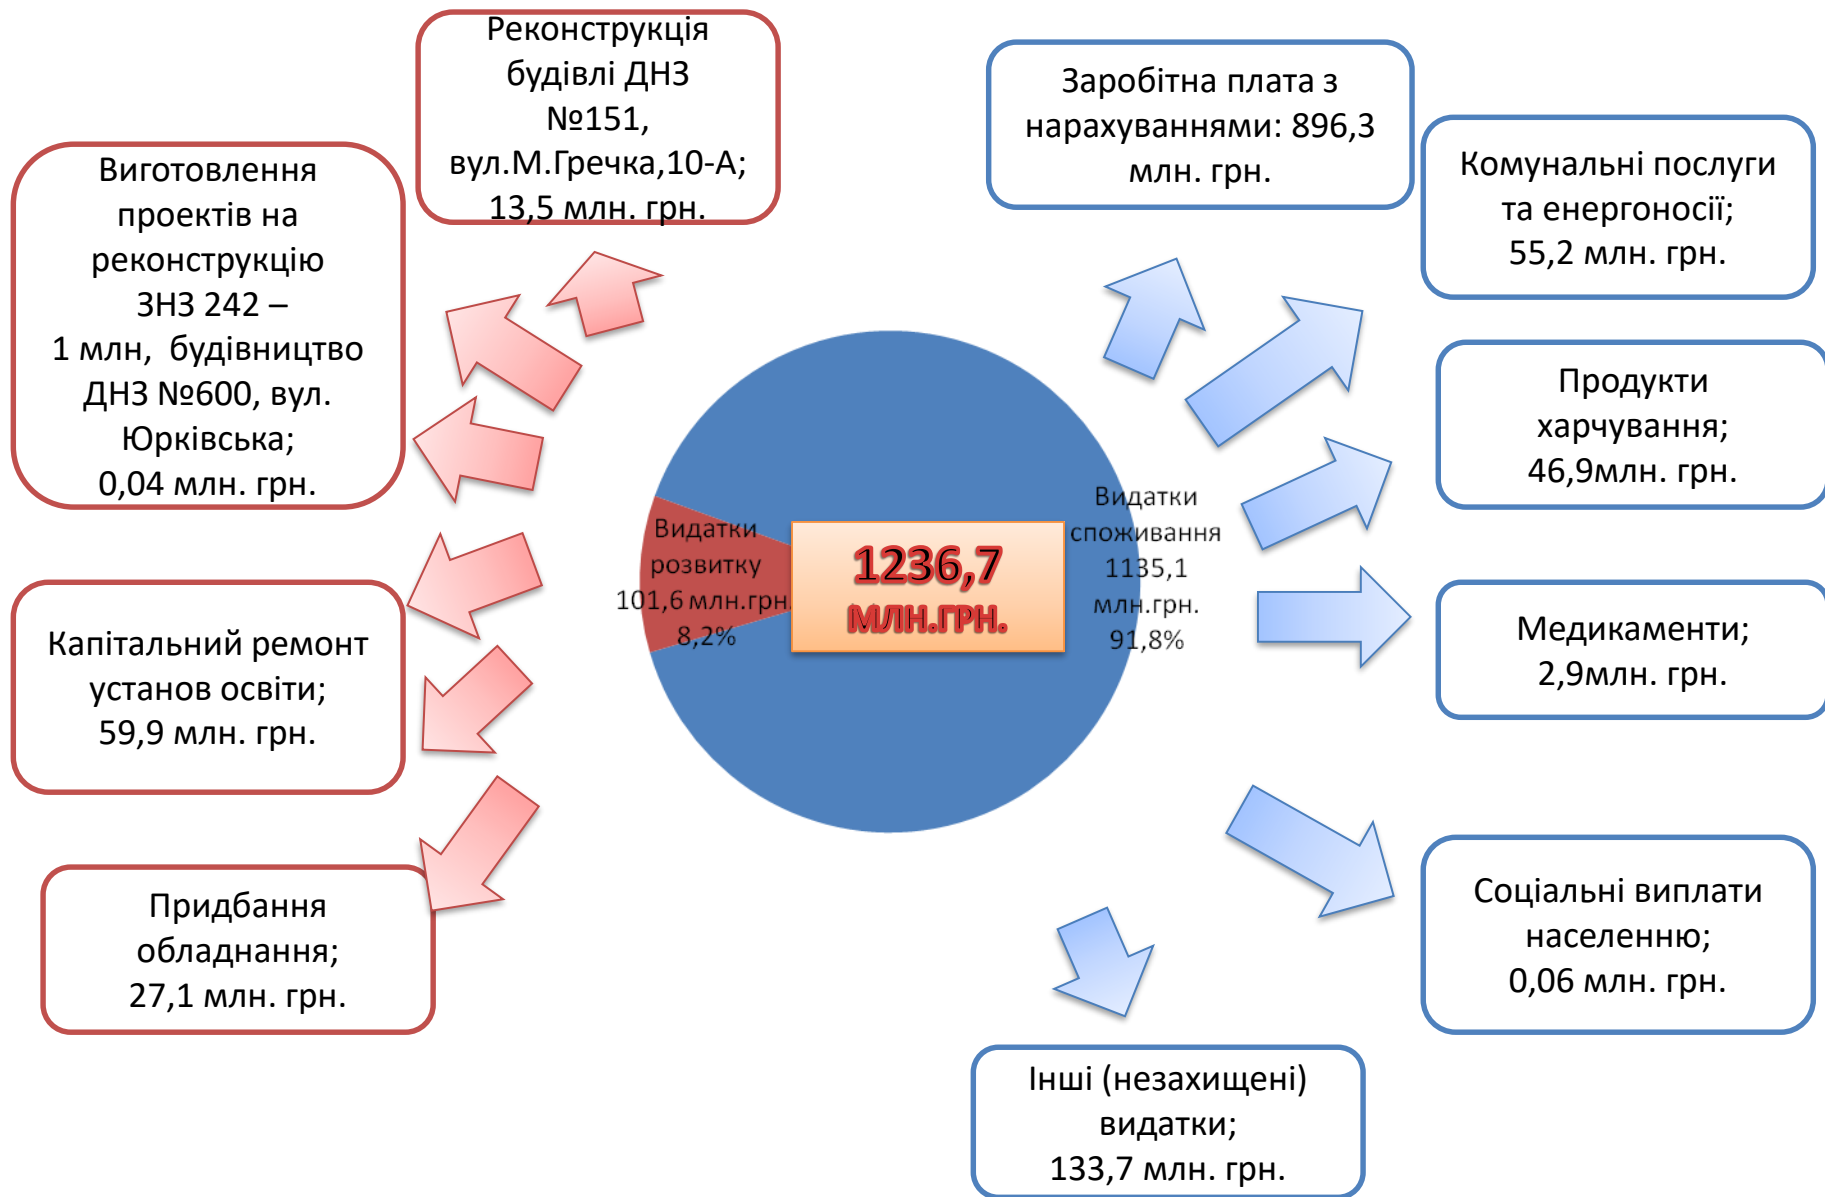 Реконструкція
будівлі ДНЗ
№151,
вул.М.Гречка,10-А;
13,5 млн. грн.
Заробітна плата з
нарахуваннями: 896,3
млн. грн.
Виготовлення
проектів на
реконструкцію
ЗНЗ 242 –
1 млн, будівництво
ДНЗ №600, вул.
Юрківська;
0,04 млн. грн.
Комунальні послуги
та енергоносії;
55,2 млн. грн.
Продукти
харчування;
46,9млн. грн.
Видатки
розвитку
101,6 млн.грн.
8,2%
1236,7
млн.грн.
Видатки
споживання
1135,1
млн.грн.
91,8%
Капітальний ремонт
установ освіти;
59,9 млн. грн.
Медикаменти;
2,9млн. грн.
Придбання
обладнання;
27,1 млн. грн.
Соціальні виплати
населенню;
0,06 млн. грн.
Інші (незахищені)
видатки;
133,7 млн. грн.